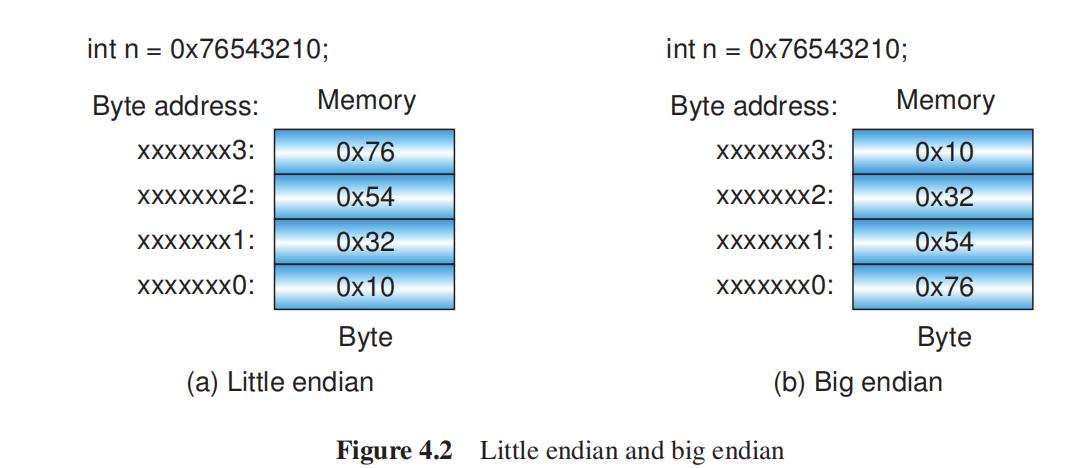 int n = 0x76543210;
Byte address: Memory
xxxxxxx3: 0x76
xxxxxxx2: 0x54
xxxxxxx1: 0x32
xxxxxxx0: 0x10
Byte
(a) Little endian
int n = 0x76543210;
Byte address: Memory
xxxxxxx3: 0x10
xxxxxxx2: 0x32
xxxxxxx1: 0x54
xxxxxxx0: 0x76
Byte
(b) Big endian
Figure 4.2 Little endian and big endian